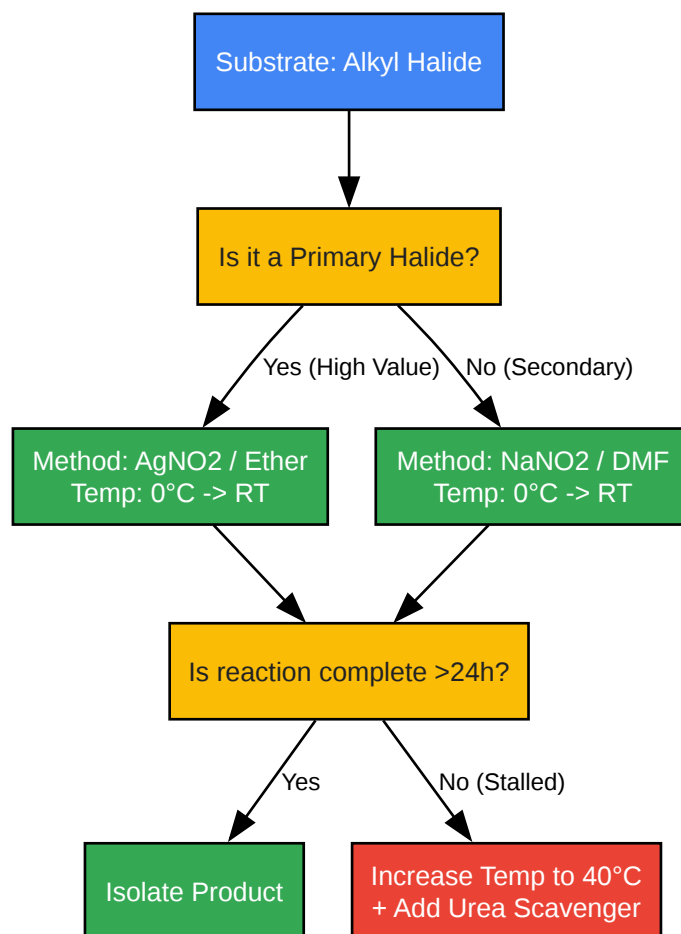 Substrate: Alkyl Halide
Is it a Primary Halide?
Yes (High Value)
No (Secondary)
Method: AgNO2 / Ether
Temp: 0°C -> RT
Method: NaNO2 / DMF
Temp: 0°C -> RT
Is reaction complete >24h?
Yes
No (Stalled)
Isolate Product
Increase Temp to 40°C
+ Add Urea Scavenger